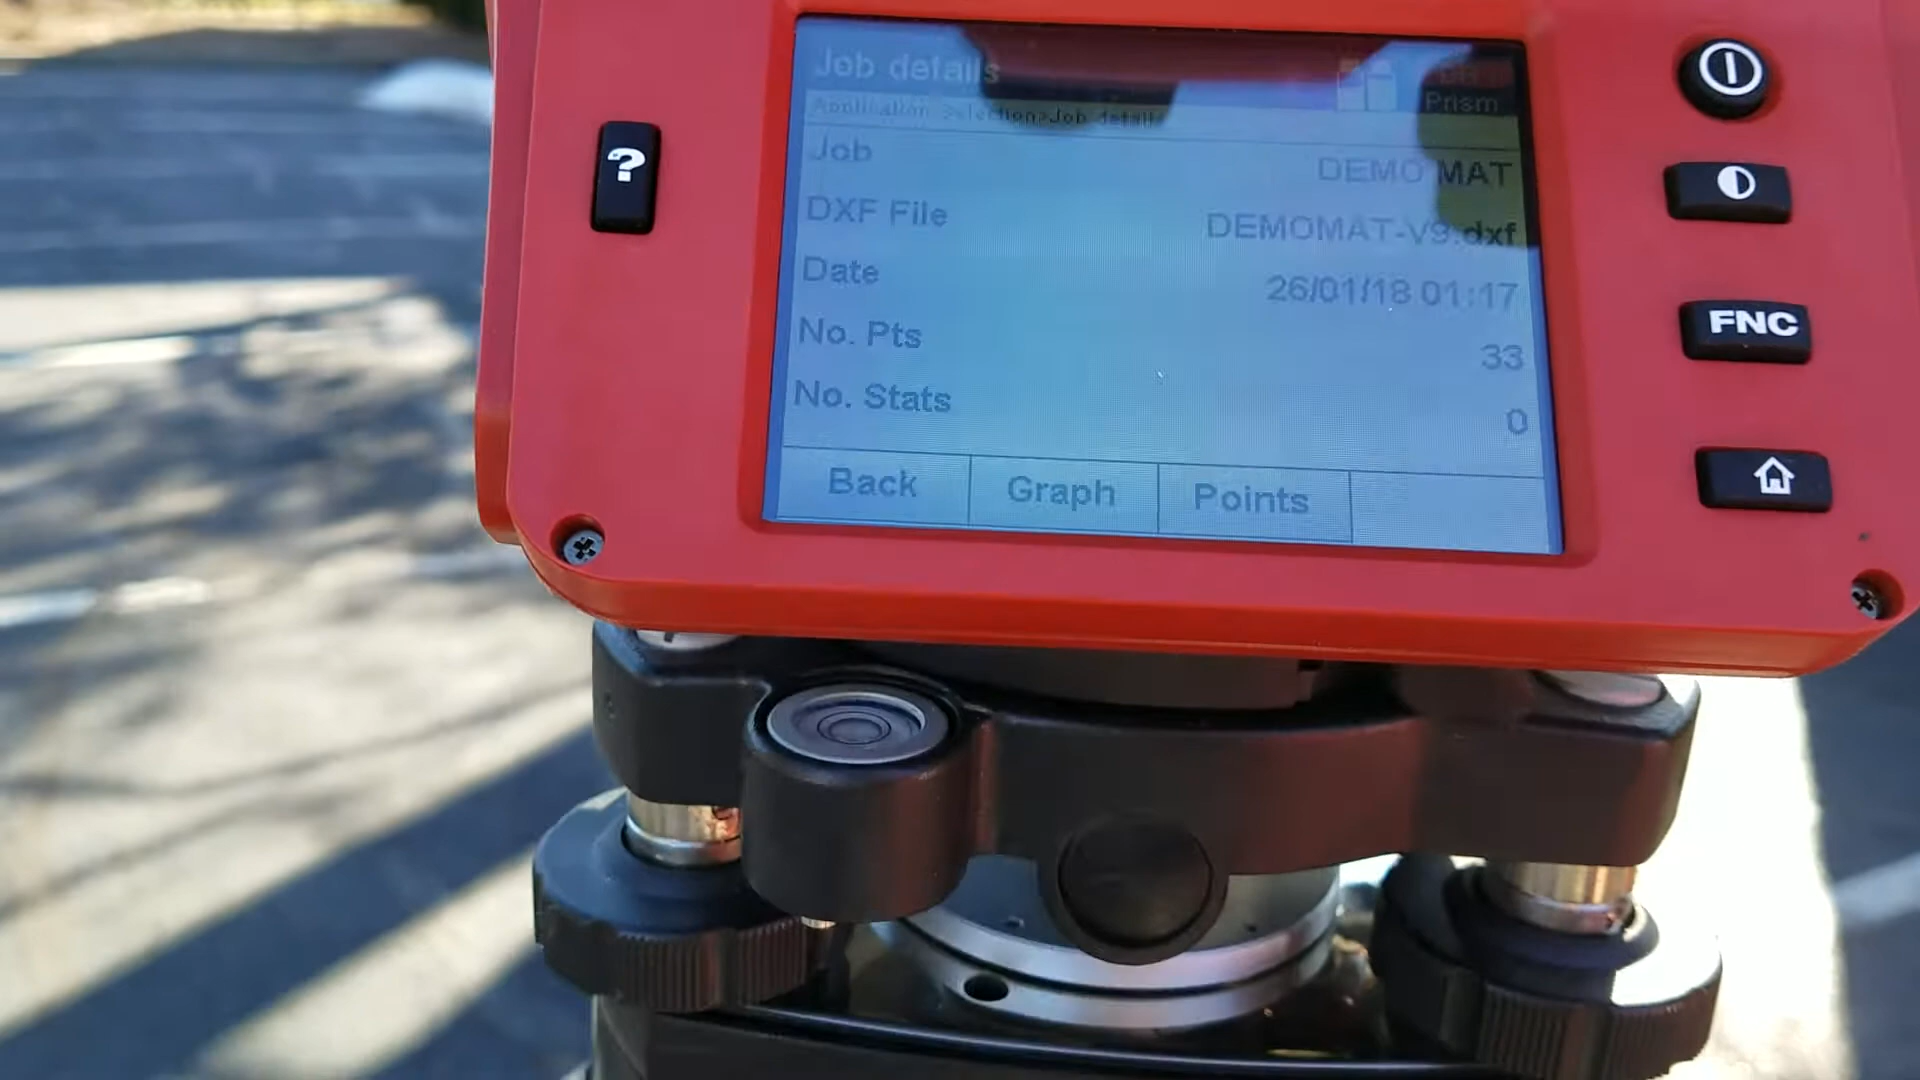 Job details
Prism
Application Selection>Job details
Job DEMO MAT
DXF File DEMOMAT-V9.dxf
Date 26/01/18 01:17
No. Pts 33
No. Stats 0
Back Graph Points
?
FNC